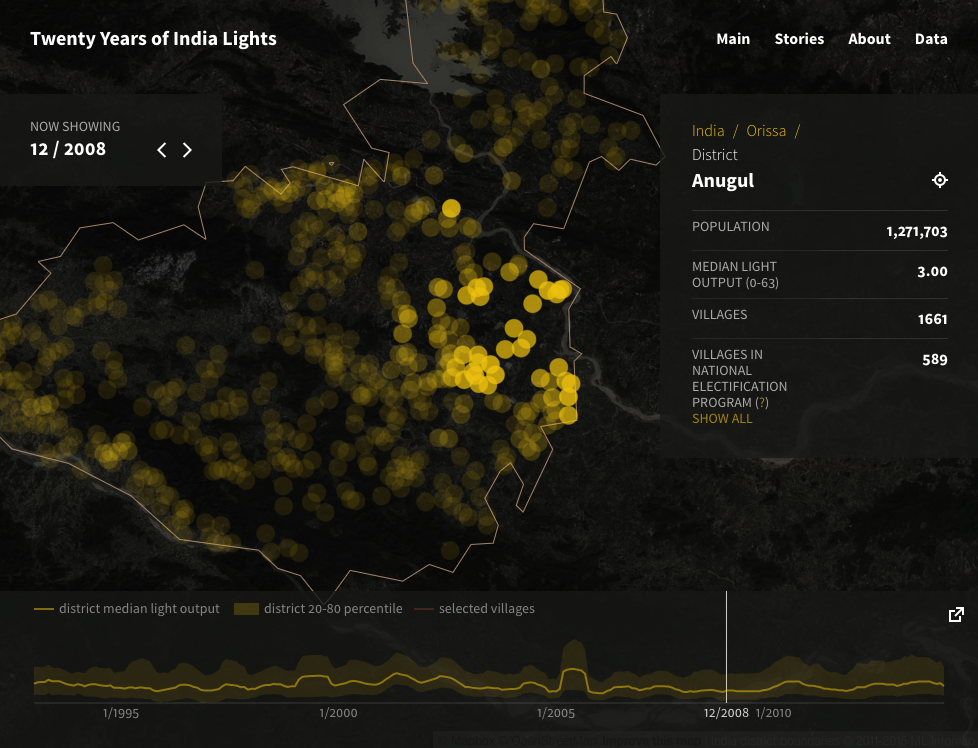 Twenty Years of India Lights
Main Stories About Data
NOW SHOWING
12 / 2008
India / Orissa /
District
Anugul
POPULATION 1,271,703
MEDIAN LIGHT OUTPUT (0-63) 3.00
VILLAGES 1661
VILLAGES IN NATIONAL ELECTIFICATION PROGRAM (?) 589
SHOW ALL
district median light output district 20-80 percentile selected villages
1/1995 1/2000 1/2005 12/2008 1/2010
Improve this map